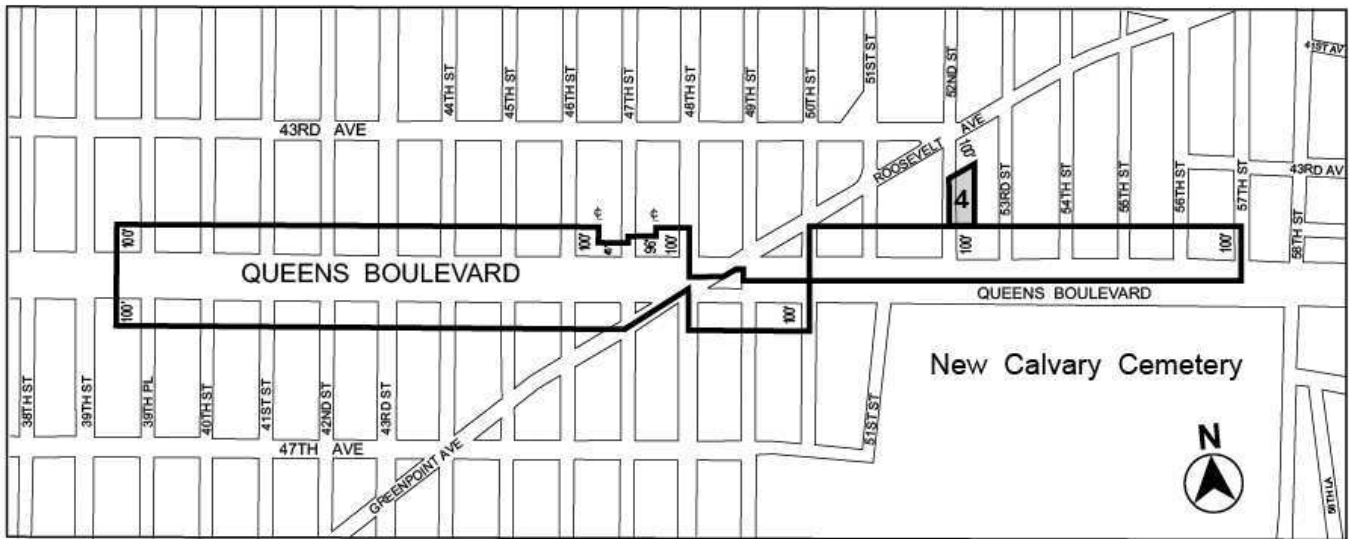 44TH ST
45TH ST
46TH ST
47TH ST
48TH ST
49TH ST
50TH ST
51ST ST
52ND ST
41ST AV
43RD AVE
ROOSEVELT AVE
100'
43RD AV
4
53RD ST
54TH ST
55TH ST
56TH ST
57TH ST
58TH ST
100'
100'
96'
100'
100'
100'
QUEENS BOULEVARD
QUEENS BOULEVARD
100'
100'
New Calvary Cemetery
38TH ST
39TH ST
39TH PL
40TH ST
41ST ST
42ND ST
43RD ST
51ST ST
47TH AVE
GREENPOINT AVE
N
58TH LA